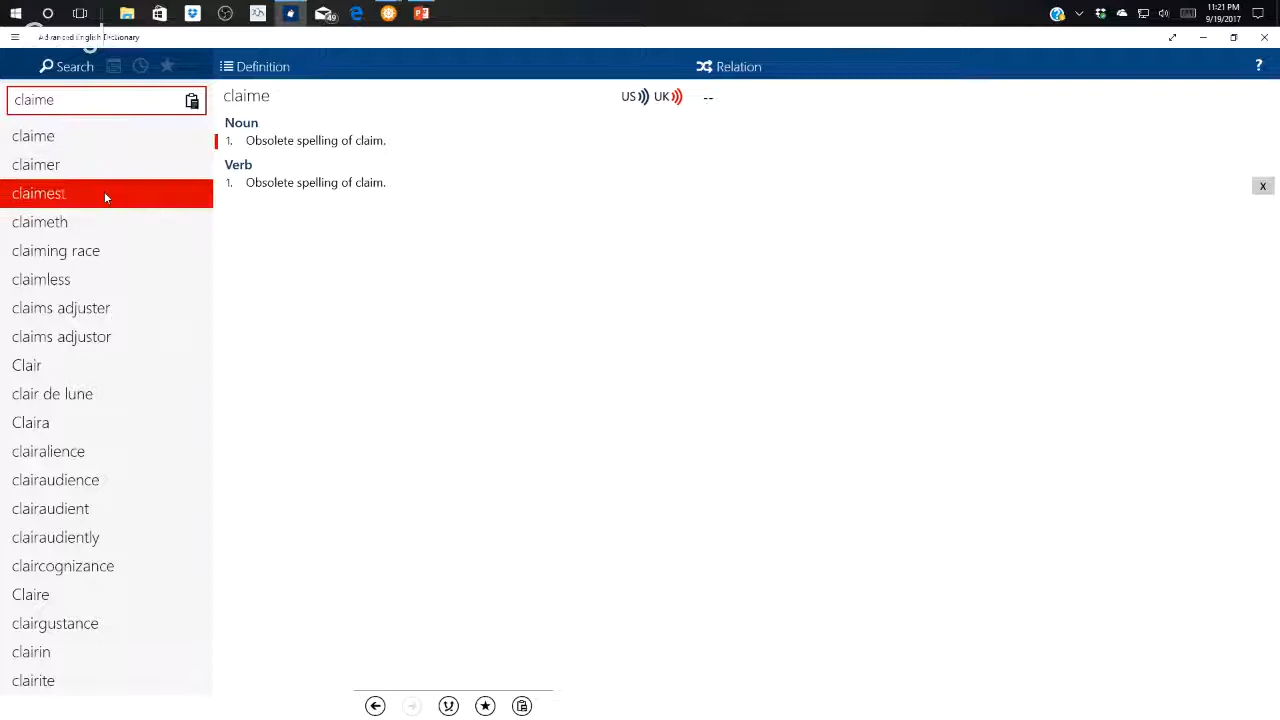 11:21 PM
49
9/19/2017
Advanced English Dictionary
Search
Definition
Relation
?
claime
claime
US UK --
Noun
1. Obsolete spelling of claim.
Verb
1. Obsolete spelling of claim.
X
claime
claimer
claimest
claimeth
claiming race
claimless
claims adjuster
claims adjustor
Clair
clair de lune
Claira
clairalience
clairaudience
clairaudient
clairaudiently
claircognizance
Claire
clairgustance
clairin
clairite